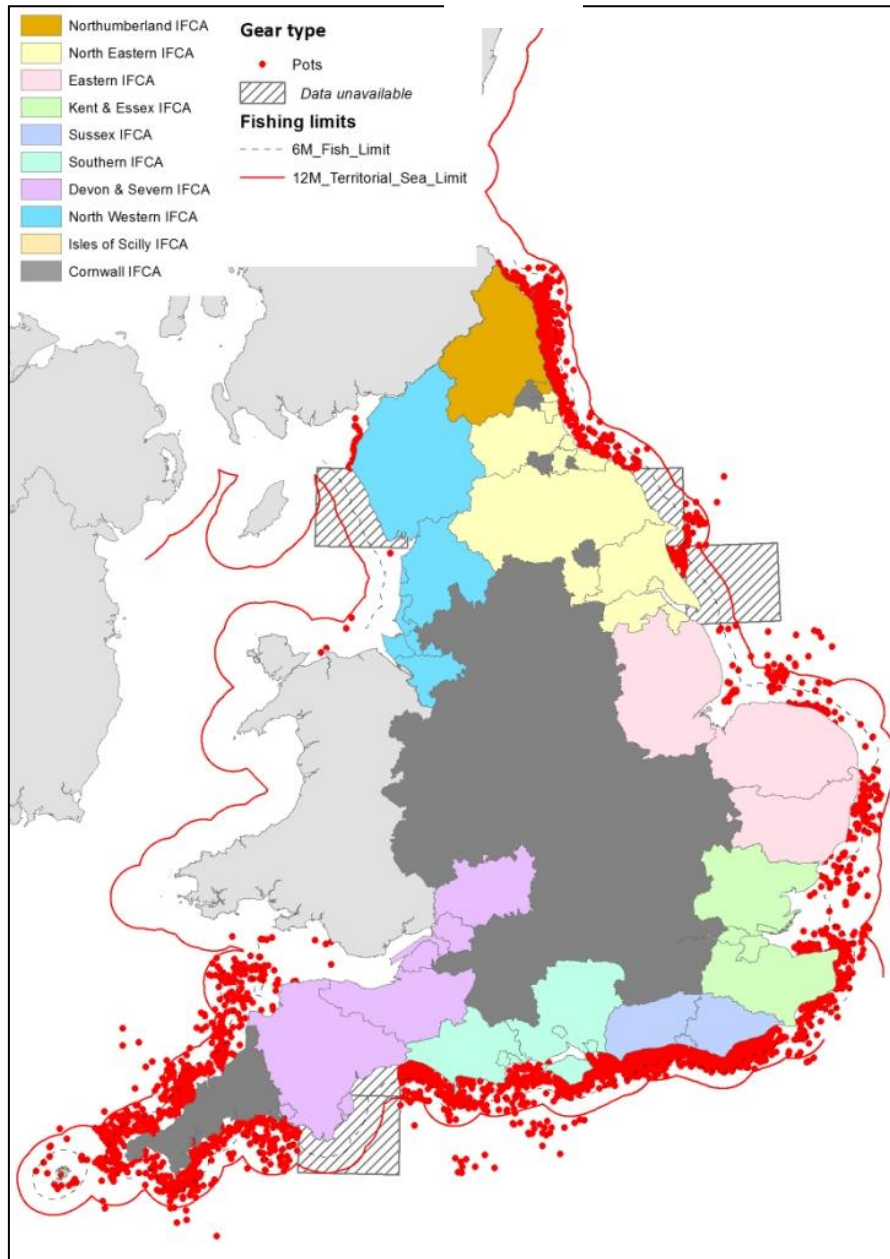 Northumberland IFCA
North Eastern IFCA
Eastern IFCA
Kent & Essex IFCA
Sussex IFCA
Southern IFCA
Devon & Severn IFCA
North Western IFCA
Isles of Scilly IFCA
Cornwall IFCA
Gear type
Pots
Data unavailable
Fishing limits
6M_Fish_Limit
12M_Territorial_Sea_Limit